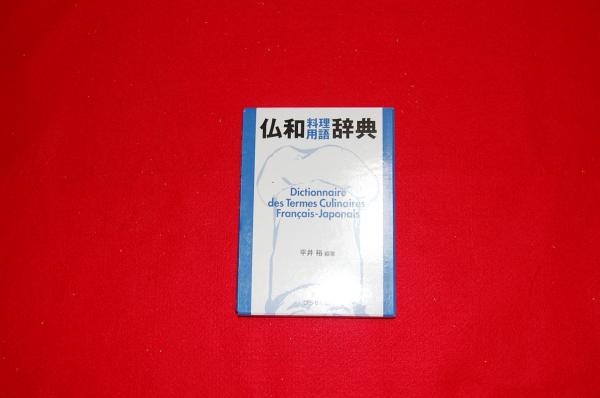 仏和料理用語辞典
Dictionnaire
des Termes Culinaires
Français-Japonais
平井 裕 編著